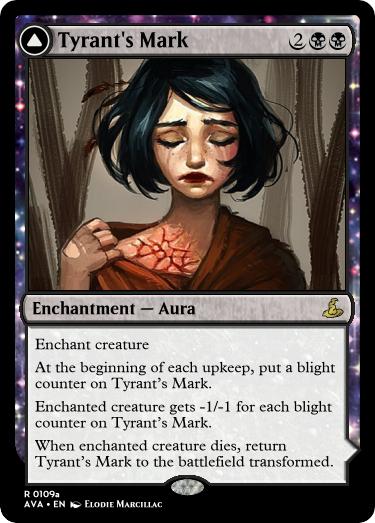 Tyrant's Mark 2
Enchantment — Aura
Enchant creature
At the beginning of each upkeep, put a blight
counter on Tyrant's Mark.
Enchanted creature gets -1/-1 for each blight
counter on Tyrant's Mark.
When enchanted creature dies, return
Tyrant's Mark to the battlefield transformed.
R 0109a
AVA • EN Elodie Marcillac